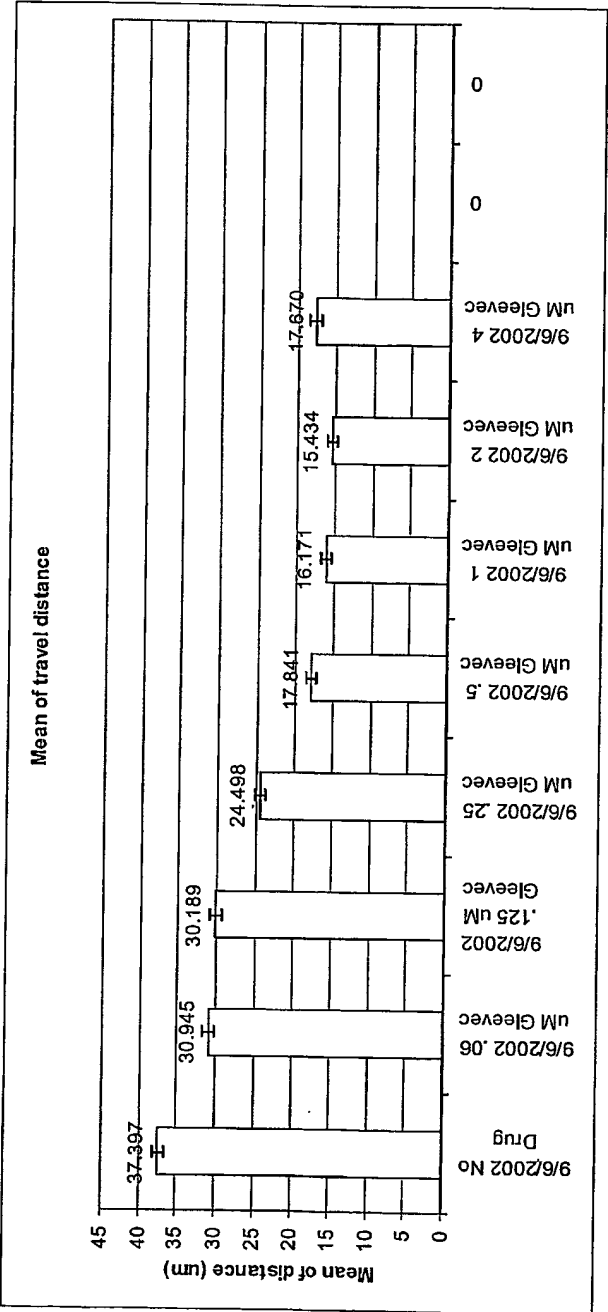 Mean of travel distance
Mean of distance (um)
45
40
35
30
25
20
15
10
5
0
37.397
30.945
30.189
24.498
17.841
16.171
15.434
17.670
9/6/2002 No
Drug
9/6/2002 .06
uM Gleevec
9/6/2002
.125 uM
Gleevec
9/6/2002 .25
uM Gleevec
9/6/2002 .5
uM Gleevec
9/6/2002 1
uM Gleevec
9/6/2002 2
uM Gleevec
9/6/2002 4
uM Gleevec
0
0